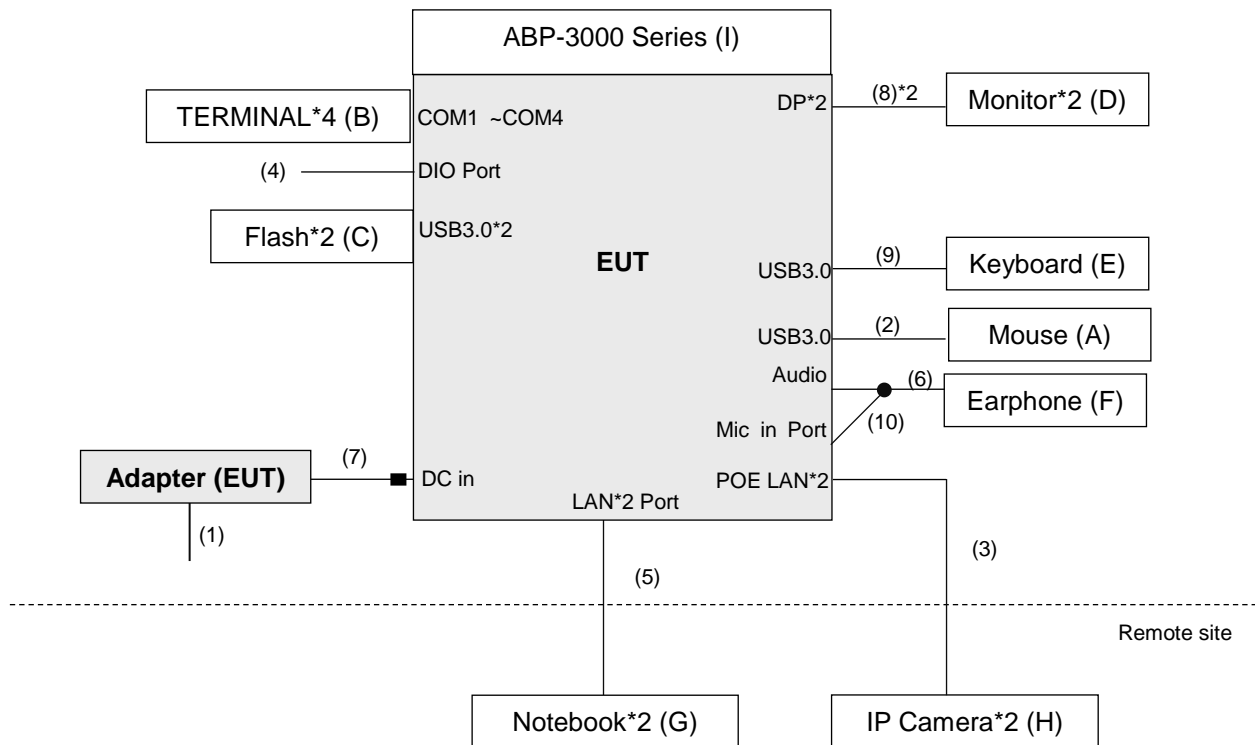 ABP-3000 Series (I)
TERMINAL*4 (B)
COM1 ~COM4
DP*2
(8)*2
Monitor*2 (D)
(4)
DIO Port
Flash*2 (C)
USB3.0*2
EUT
USB3.0
(9)
Keyboard (E)
USB3.0
(2)
Mouse (A)
Audio
(6)
Earphone (F)
Mic in Port
(10)
Adapter (EUT)
(7)
DC in
POE LAN*2
LAN*2 Port
(1)
(3)
(5)
Remote site
Notebook*2 (G)
IP Camera*2 (H)